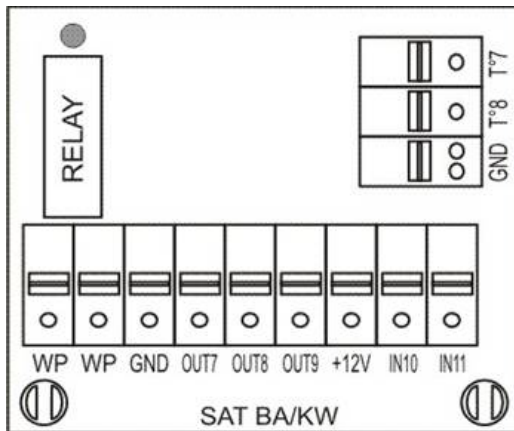 RELAY
T°7
T°8
GND
WP WP GND OUT7 OUT8 OUT9 +12V IN10 IN11
SAT BA/KW